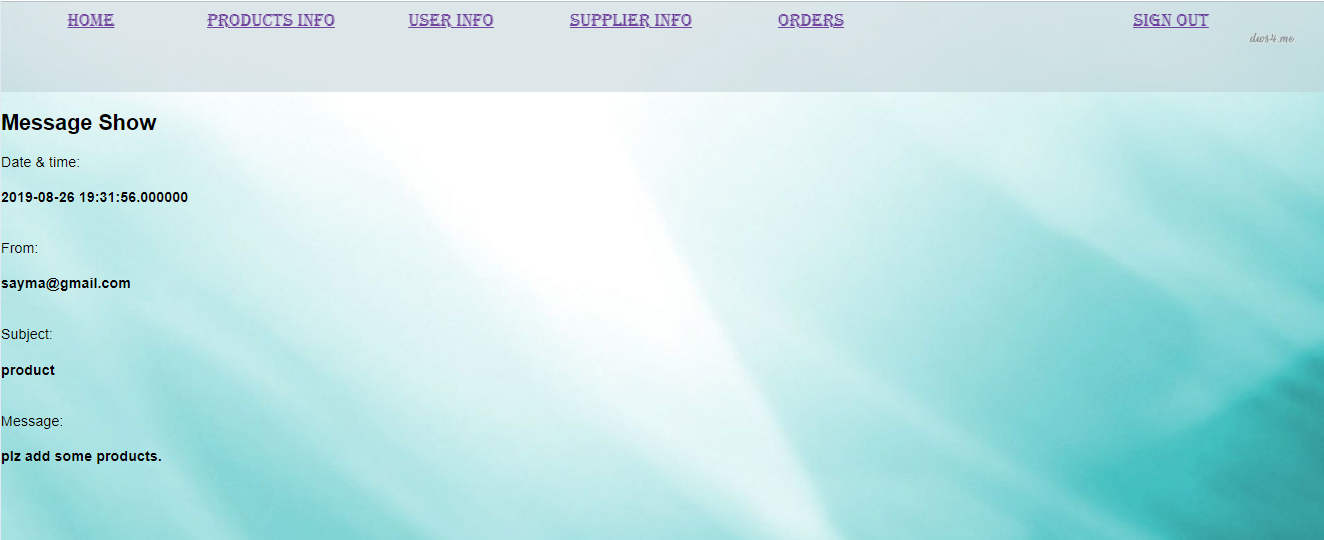 HOME PRODUCTS INFO USER INFO SUPPLIER INFO ORDERS SIGN OUT
dws4.me
Message Show
Date & time:
2019-08-26 19:31:56.000000
From:
sayma@gmail.com
Subject:
product
Message:
plz add some products.